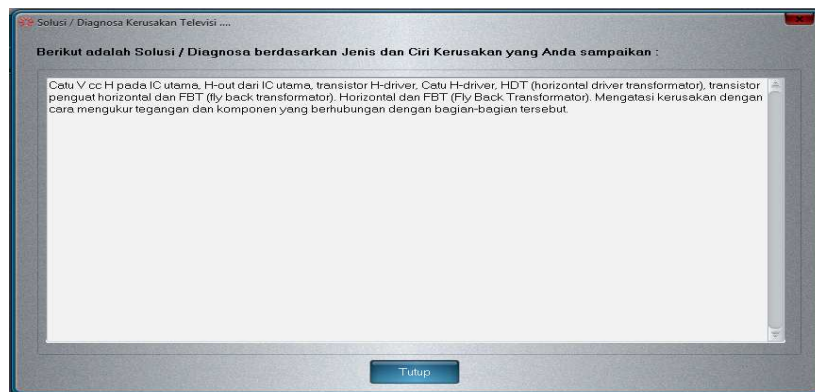 Solusi / Diagnosa Kerusakan Televisi ....
Berikut adalah Solusi / Diagnosa berdasarkan Jenis dan Ciri Kerusakan yang Anda sampaikan :
Catu V cc H pada IC utama, H-out dari IC utama, transistor H-driver, Catu H-driver, HDT (horizontal driver transformator), transistor
penguat horizontal dan FBT (fly back transformator). Horizontal dan FBT (Fly Back Transformator). Mengatasi kerusakan dengan
cara mengukur tegangan dan komponen yang berhubungan dengan bagian-bagian tersebut.
Tutup